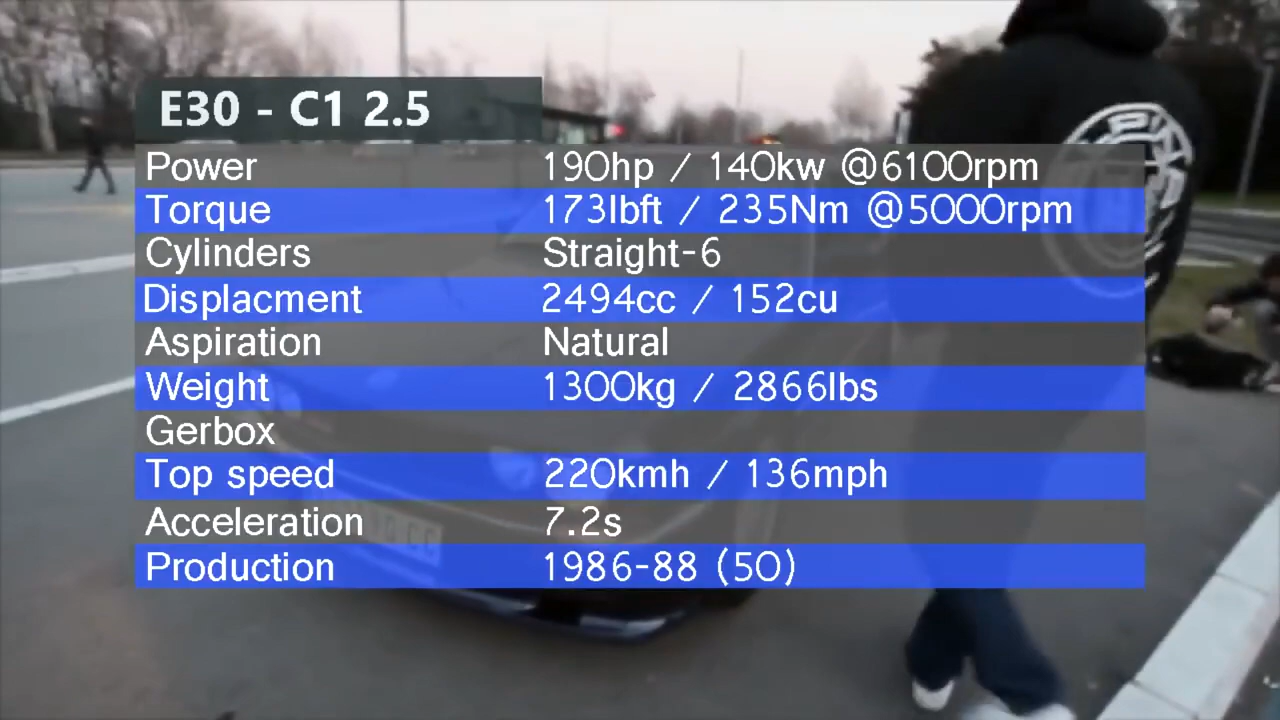 E30 - C1 2.5
Power 190hp / 140kw @6100rpm
Torque 173lbft / 235Nm @5000rpm
Cylinders Straight-6
Displacment 2494cc / 152cu
Aspiration Natural
Weight 1300kg / 2866lbs
Gerbox
Top speed 220kmh / 136mph
Acceleration 7.2s
Production 1986-88 (50)